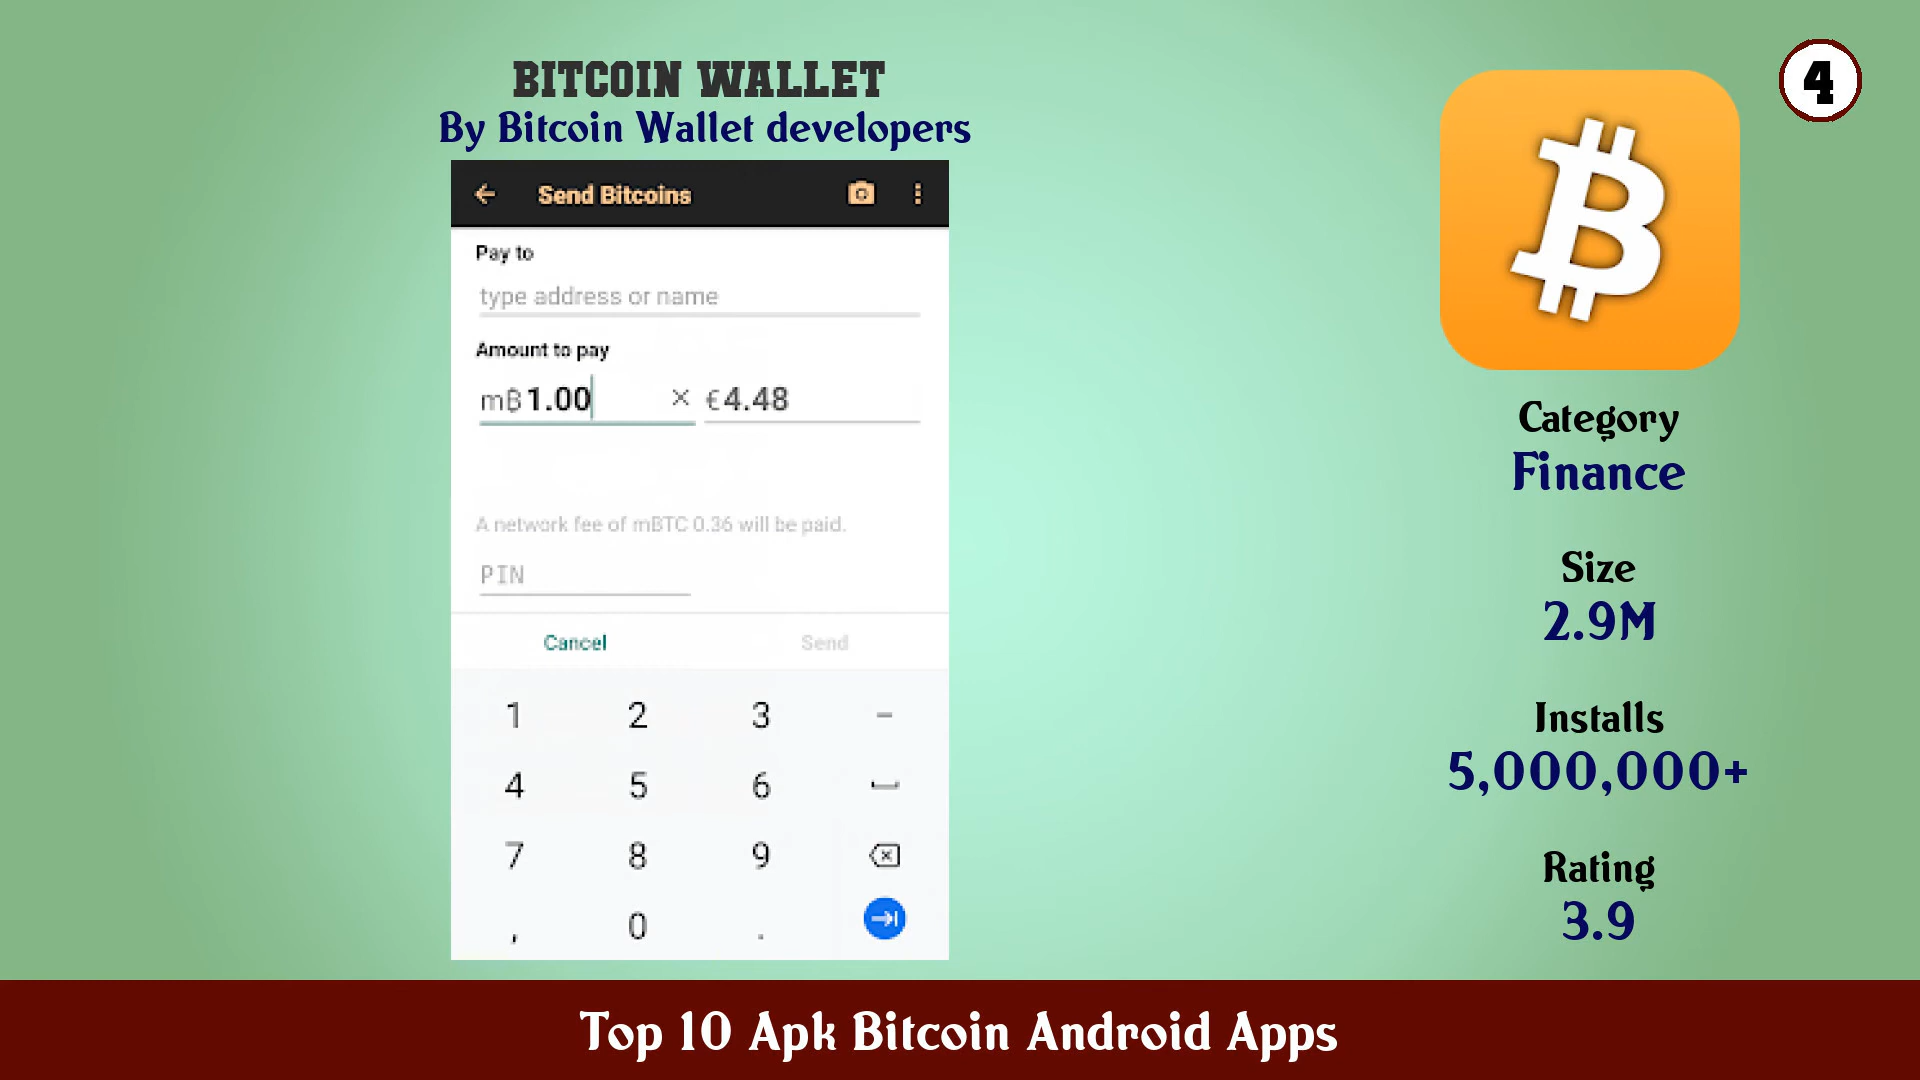 BITCOIN WALLET
By Bitcoin Wallet developers
Send Bitcoins
Pay to
type address or name
Amount to pay
m₿ 1.00 × €4.48
A network fee of mBTC 0.36 will be paid.
PIN
Cancel Send
1 2 3 –
4 5 6
7 8 9
, 0 .
4
Category
Finance
Size
2.9M
Installs
5,000,000+
Rating
3.9
Top 10 Apk Bitcoin Android Apps